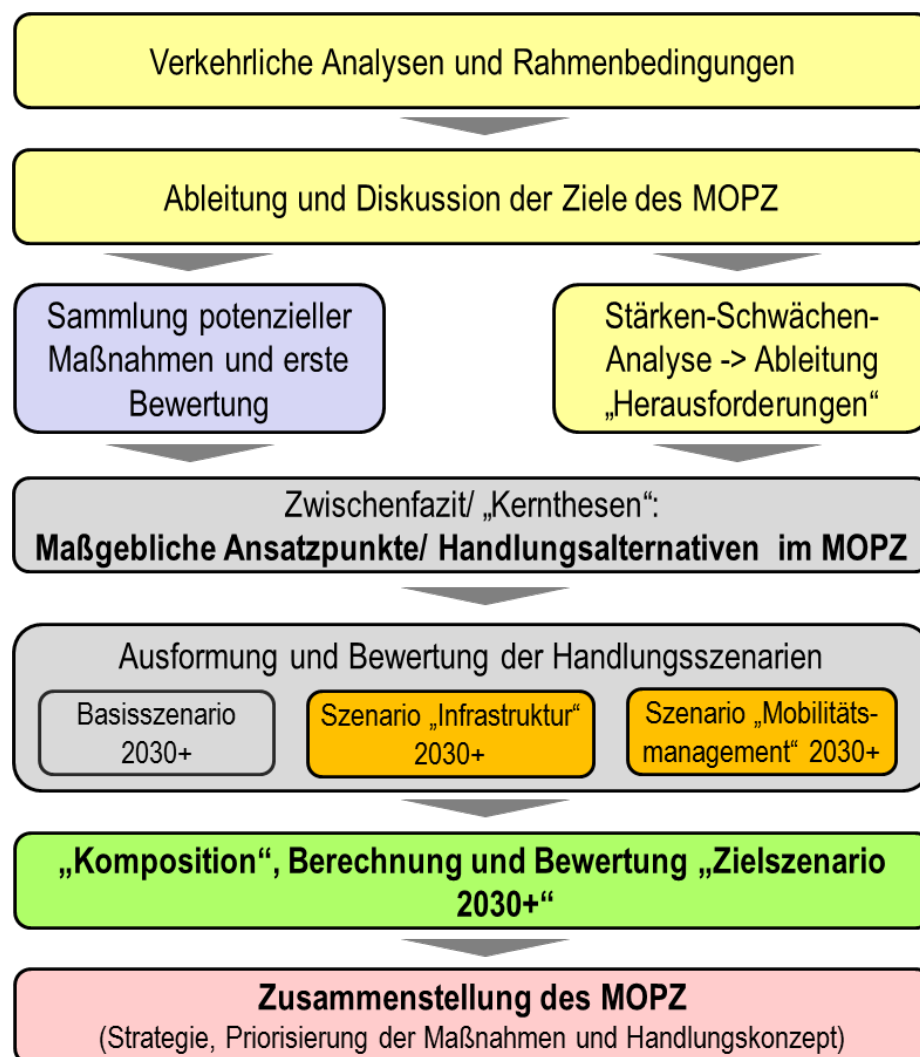 Verkehrliche Analysen und Rahmenbedingungen
Ableitung und Diskussion der Ziele des MOPZ
Sammlung potenzieller
Maßnahmen und erste
Bewertung
Stärken-Schwächen-
Analyse -> Ableitung
„Herausforderungen“
Zwischenfazit/ „Kernthesen“:
Maßgebliche Ansatzpunkte/ Handlungsalternativen im MOPZ
Ausformung und Bewertung der Handlungsszenarien
Basisszenario
2030+
Szenario „Infrastruktur“
2030+
Szenario „Mobilitäts-
management“ 2030+
„Komposition“, Berechnung und Bewertung „Zielszenario
2030+“
Zusammenstellung des MOPZ
(Strategie, Priorisierung der Maßnahmen und Handlungskonzept)